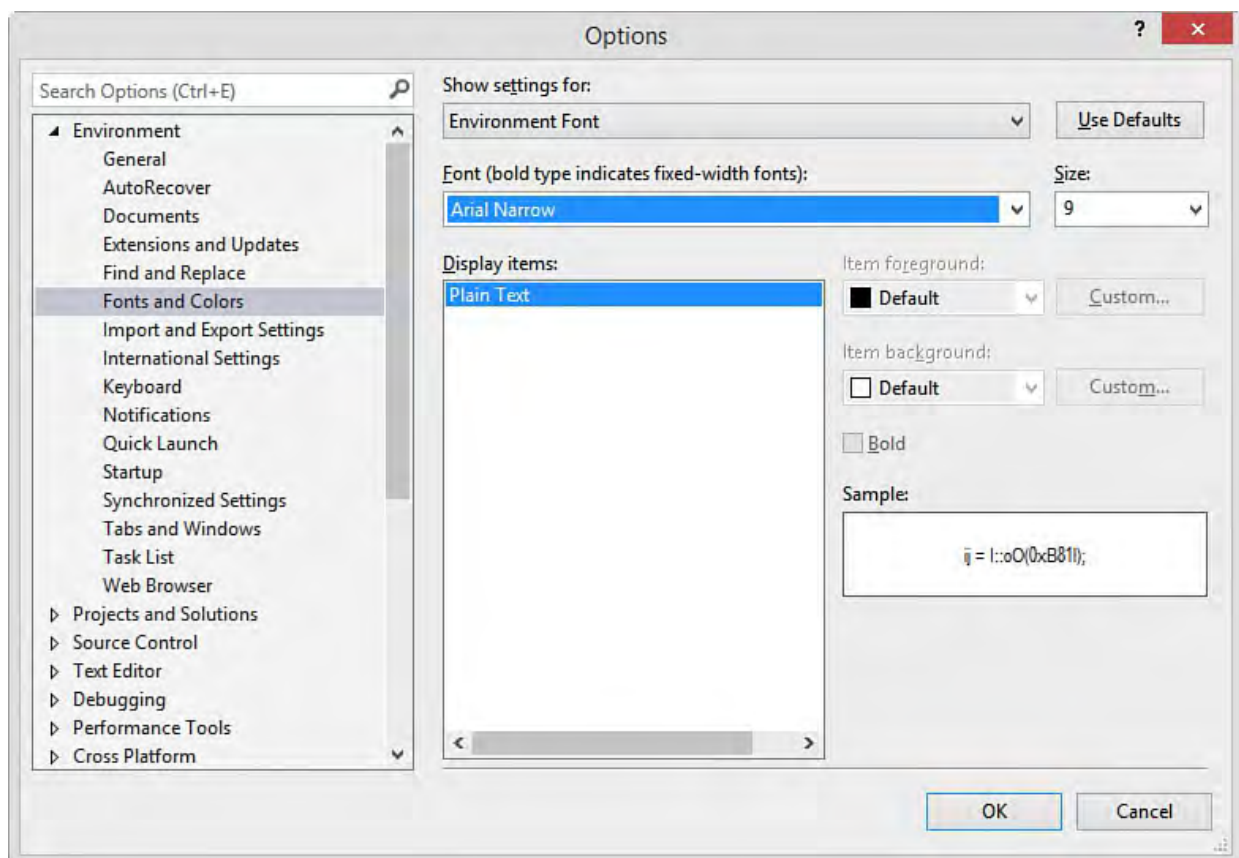 Options
?
Search Options (Ctrl+E)
Environment
General
AutoRecover
Documents
Extensions and Updates
Find and Replace
Fonts and Colors
Import and Export Settings
International Settings
Keyboard
Notifications
Quick Launch
Startup
Synchronized Settings
Tabs and Windows
Task List
Web Browser
Projects and Solutions
Source Control
Text Editor
Debugging
Performance Tools
Cross Platform
Show settings for:
Environment Font
Use Defaults
Font (bold type indicates fixed-width fonts):
Size:
Arial Narrow
9
Display items:
Plain Text
Item foreground:
Default
Custom...
Item background:
Default
Custom...
Bold
Sample:
ij = I::oO(0xB81l);
OK
Cancel